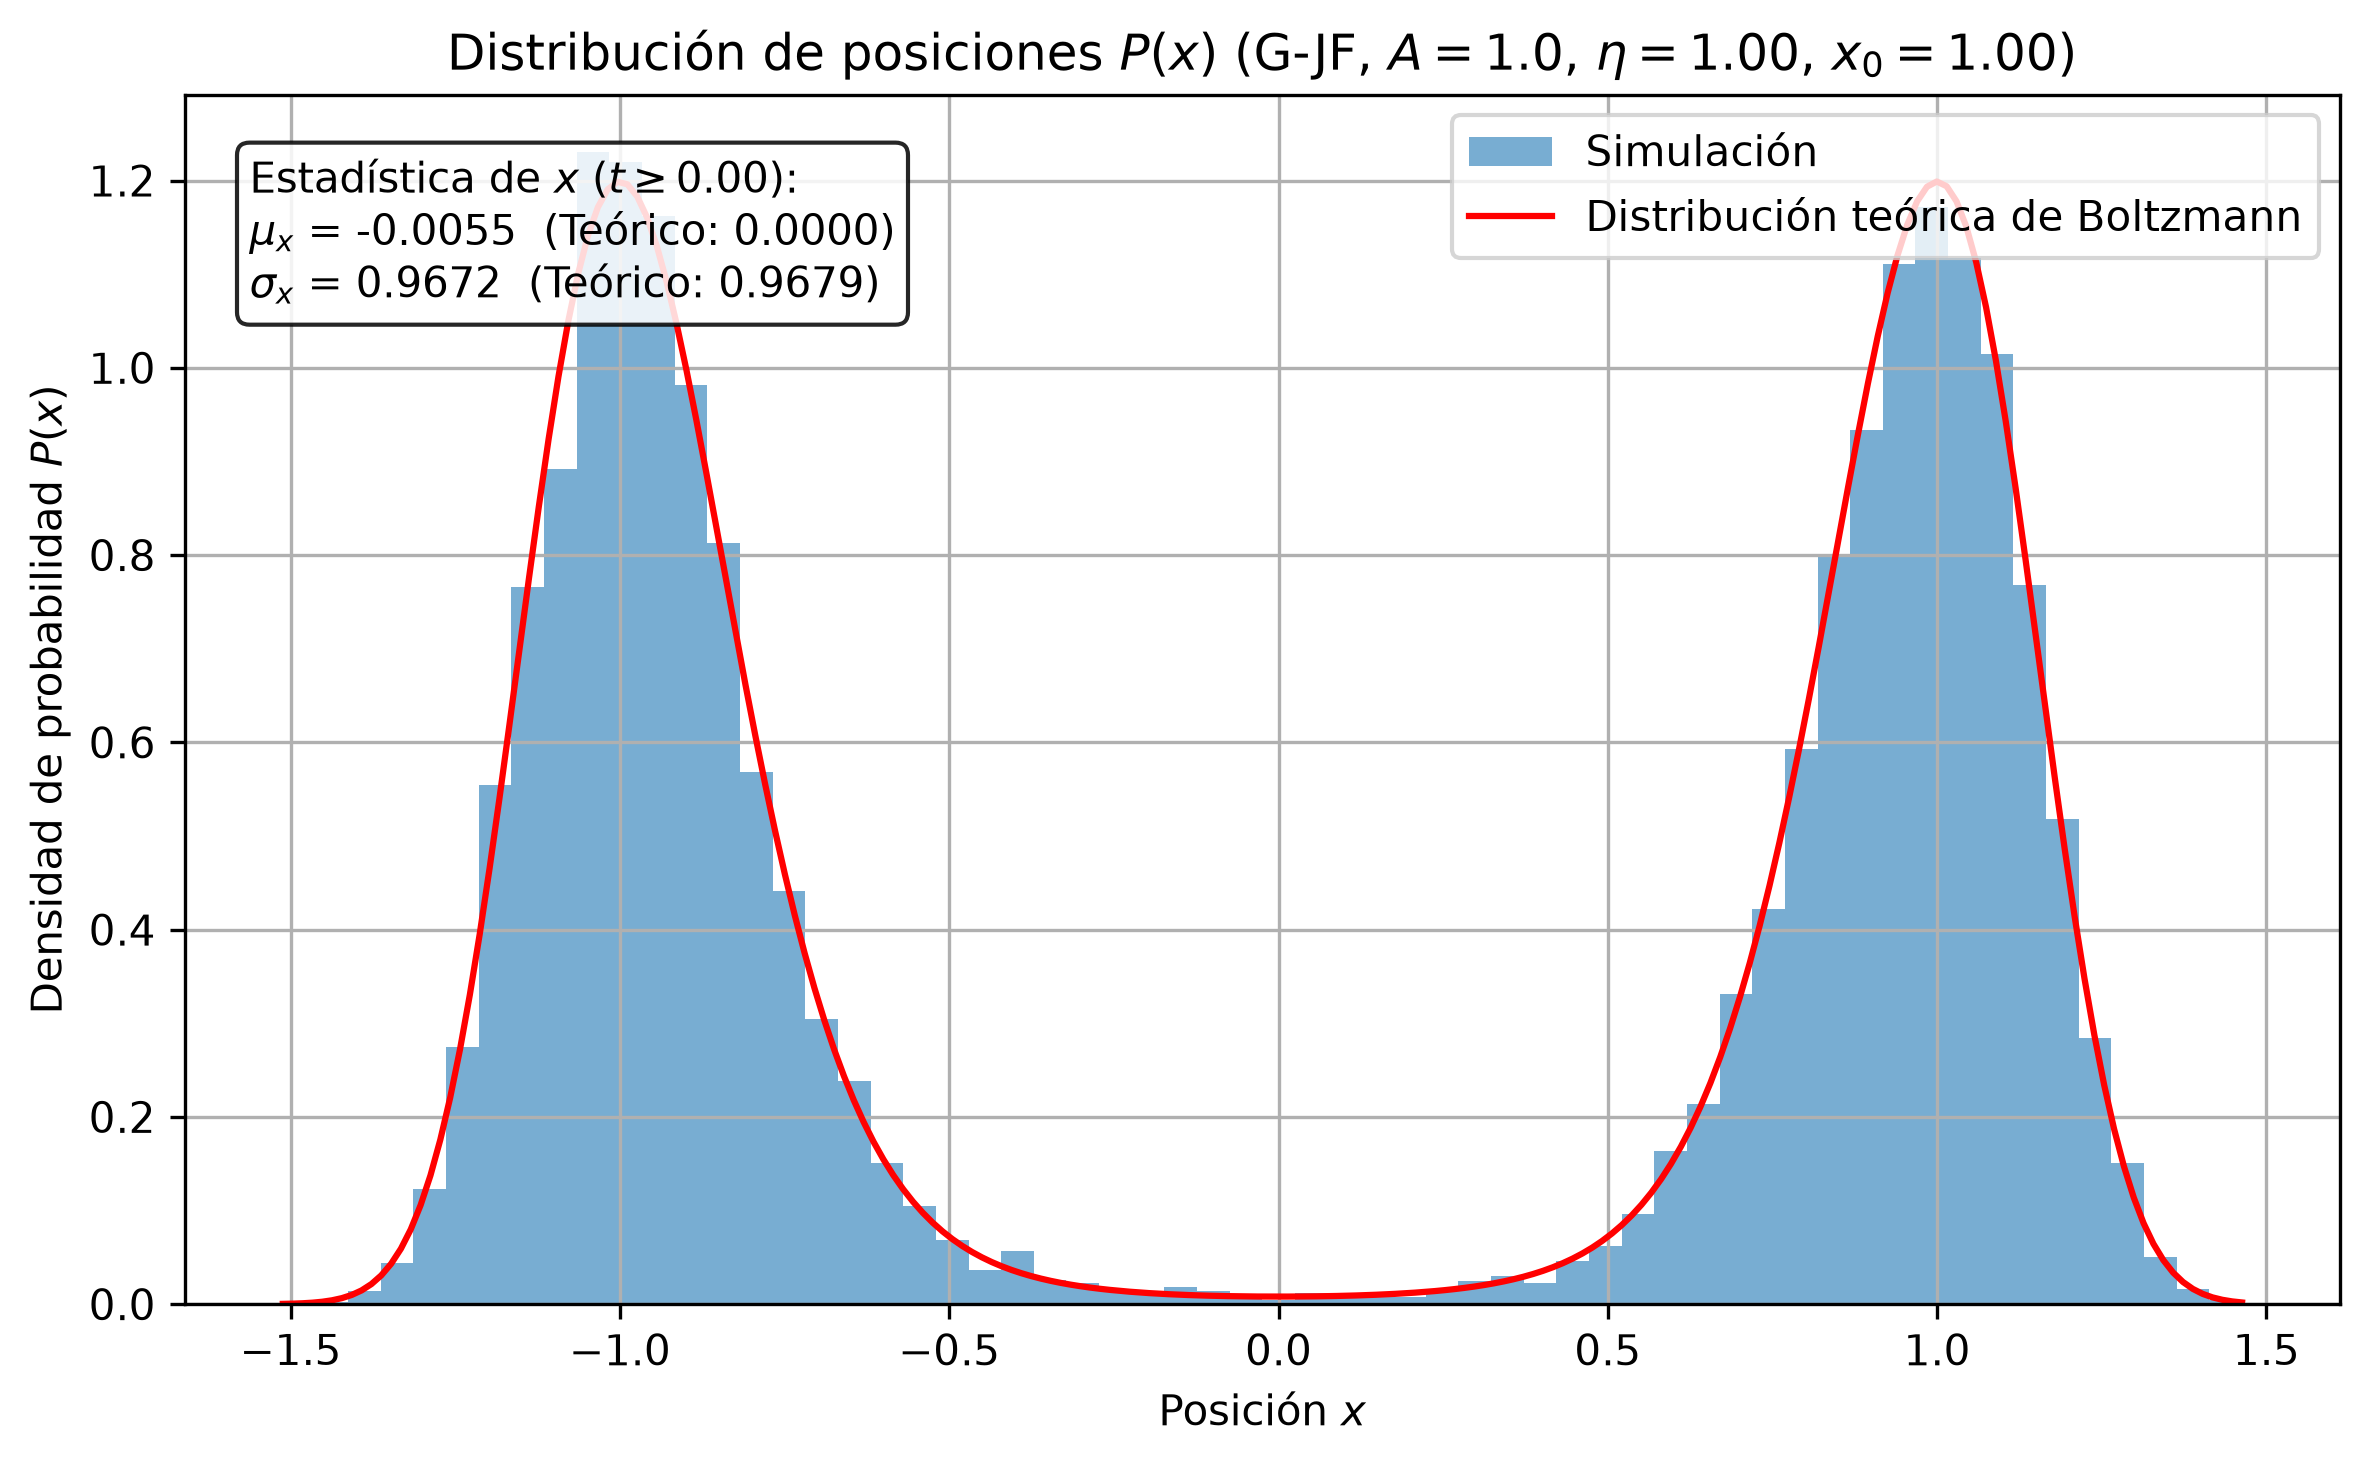 Distribución de posiciones P(x) (G-JF, A = 1.0, η = 1.00, x₀ = 1.00)
Estadística de x (t ≥ 0.00):
μₓ = -0.0055 (Teórico: 0.0000)
σₓ = 0.9672 (Teórico: 0.9679)
Simulación
Distribución teórica de Boltzmann
Densidad de probabilidad P(x)
1.2
1.0
0.8
0.6
0.4
0.2
0.0
−1.5 −1.0 −0.5 0.0 0.5 1.0 1.5
Posición x